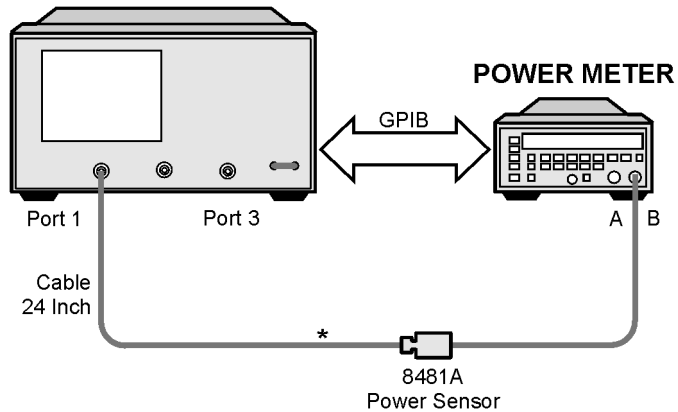 POWER METER
GPIB
Port 1
Port 3
A
B
Cable
24 Inch
*
8481A
Power Sensor